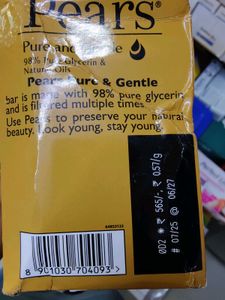 Pears®
Pure and Gentle
98% Pure Glycerin &
Natural Oils
Pears Pure & Gentle
bar is made with 98% pure glycerin
and is filtered multiple times.
Use Pears to preserve your natural
beauty. Look young, stay young.
002 * ₹ 565/-, ₹ 0.57/g
# 07/25 @ 06/27
8 901030 704093 >